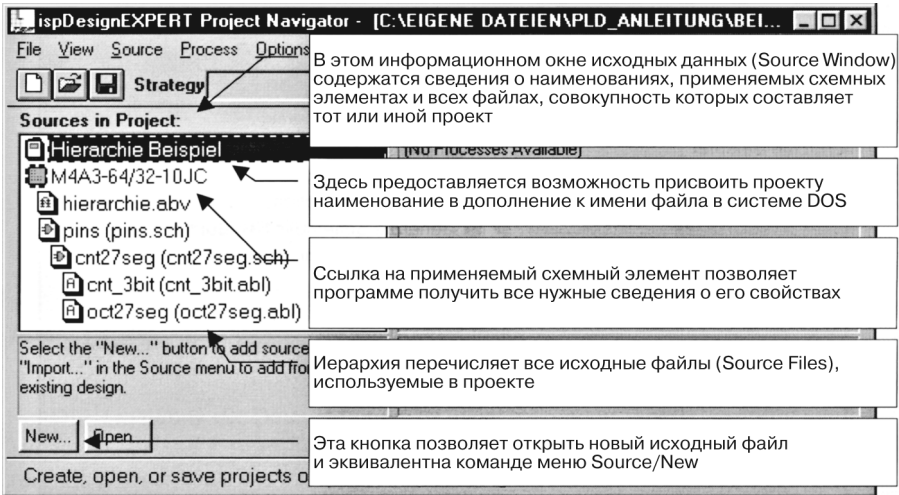 ispDesignEXPERT Project Navigator - [C:\EIGENE DATEIEN\PLD_ANLEITUNG\BEI...
File View Source Process Options
Strategy
Sources in Project:
Hierarchie Beispiel
M4A3-64/32-10JC
hierarchie.abv
pins (pins.sch)
cnt27seg (cnt27seg.sch)
cnt_3bit (cnt_3bit.abl)
oct27seg (oct27seg.abl)
(No Processes Available)
Select the "New..." button to add source
"Import..." in the Source menu to add from
existing design.
New... Open...
Create, open, or save projects o
В этом информационном окне исходных данных (Source Window)
содержатся сведения о наименованиях, применяемых схемных
элементах и всех файлах, совокупность которых составляет
тот или иной проект
Здесь предоставляется возможность присвоить проекту
наименование в дополнение к имени файла в системе DOS
Ссылка на применяемый схемный элемент позволяет
программе получить все нужные сведения о его свойствах
Иерархия перечисляет все исходные файлы (Source Files),
используемые в проекте
Эта кнопка позволяет открыть новый исходный файл
и эквивалентна команде меню Source/New